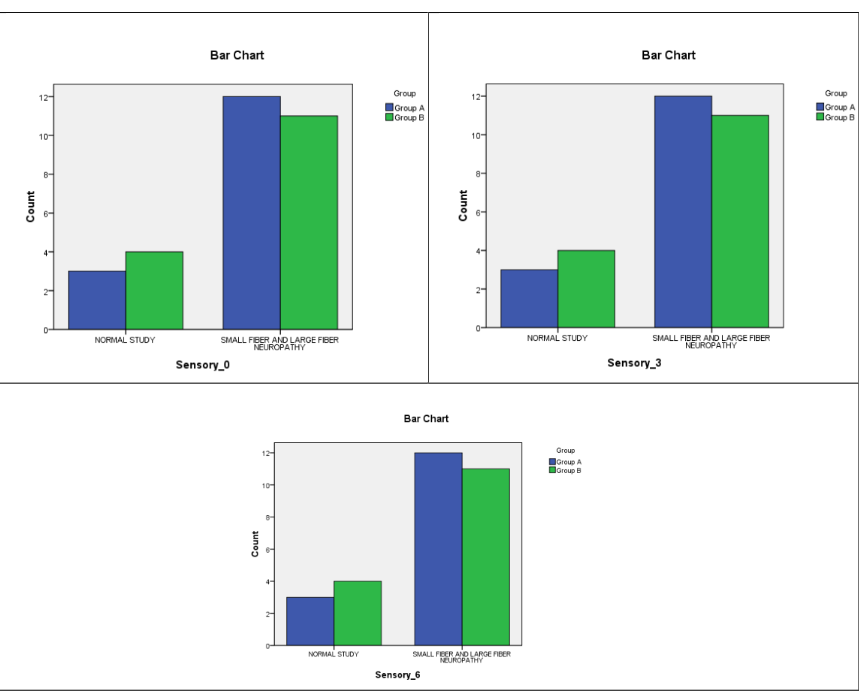 Bar Chart
Group
Group A
Group B
Count
12
10
8
6
4
2
0
NORMAL STUDY
SMALL FIBER AND LARGE FIBER
NEUROPATHY
Sensory_0
Bar Chart
Group
Group A
Group B
Count
12
10
8
6
4
2
0
NORMAL STUDY
SMALL FIBER AND LARGE FIBER
NEUROPATHY
Sensory_3
Bar Chart
Group
Group A
Group B
Count
12
10
8
6
4
2
0
NORMAL STUDY
SMALL FIBER AND LARGE FIBER
NEUROPATHY
Sensory_6